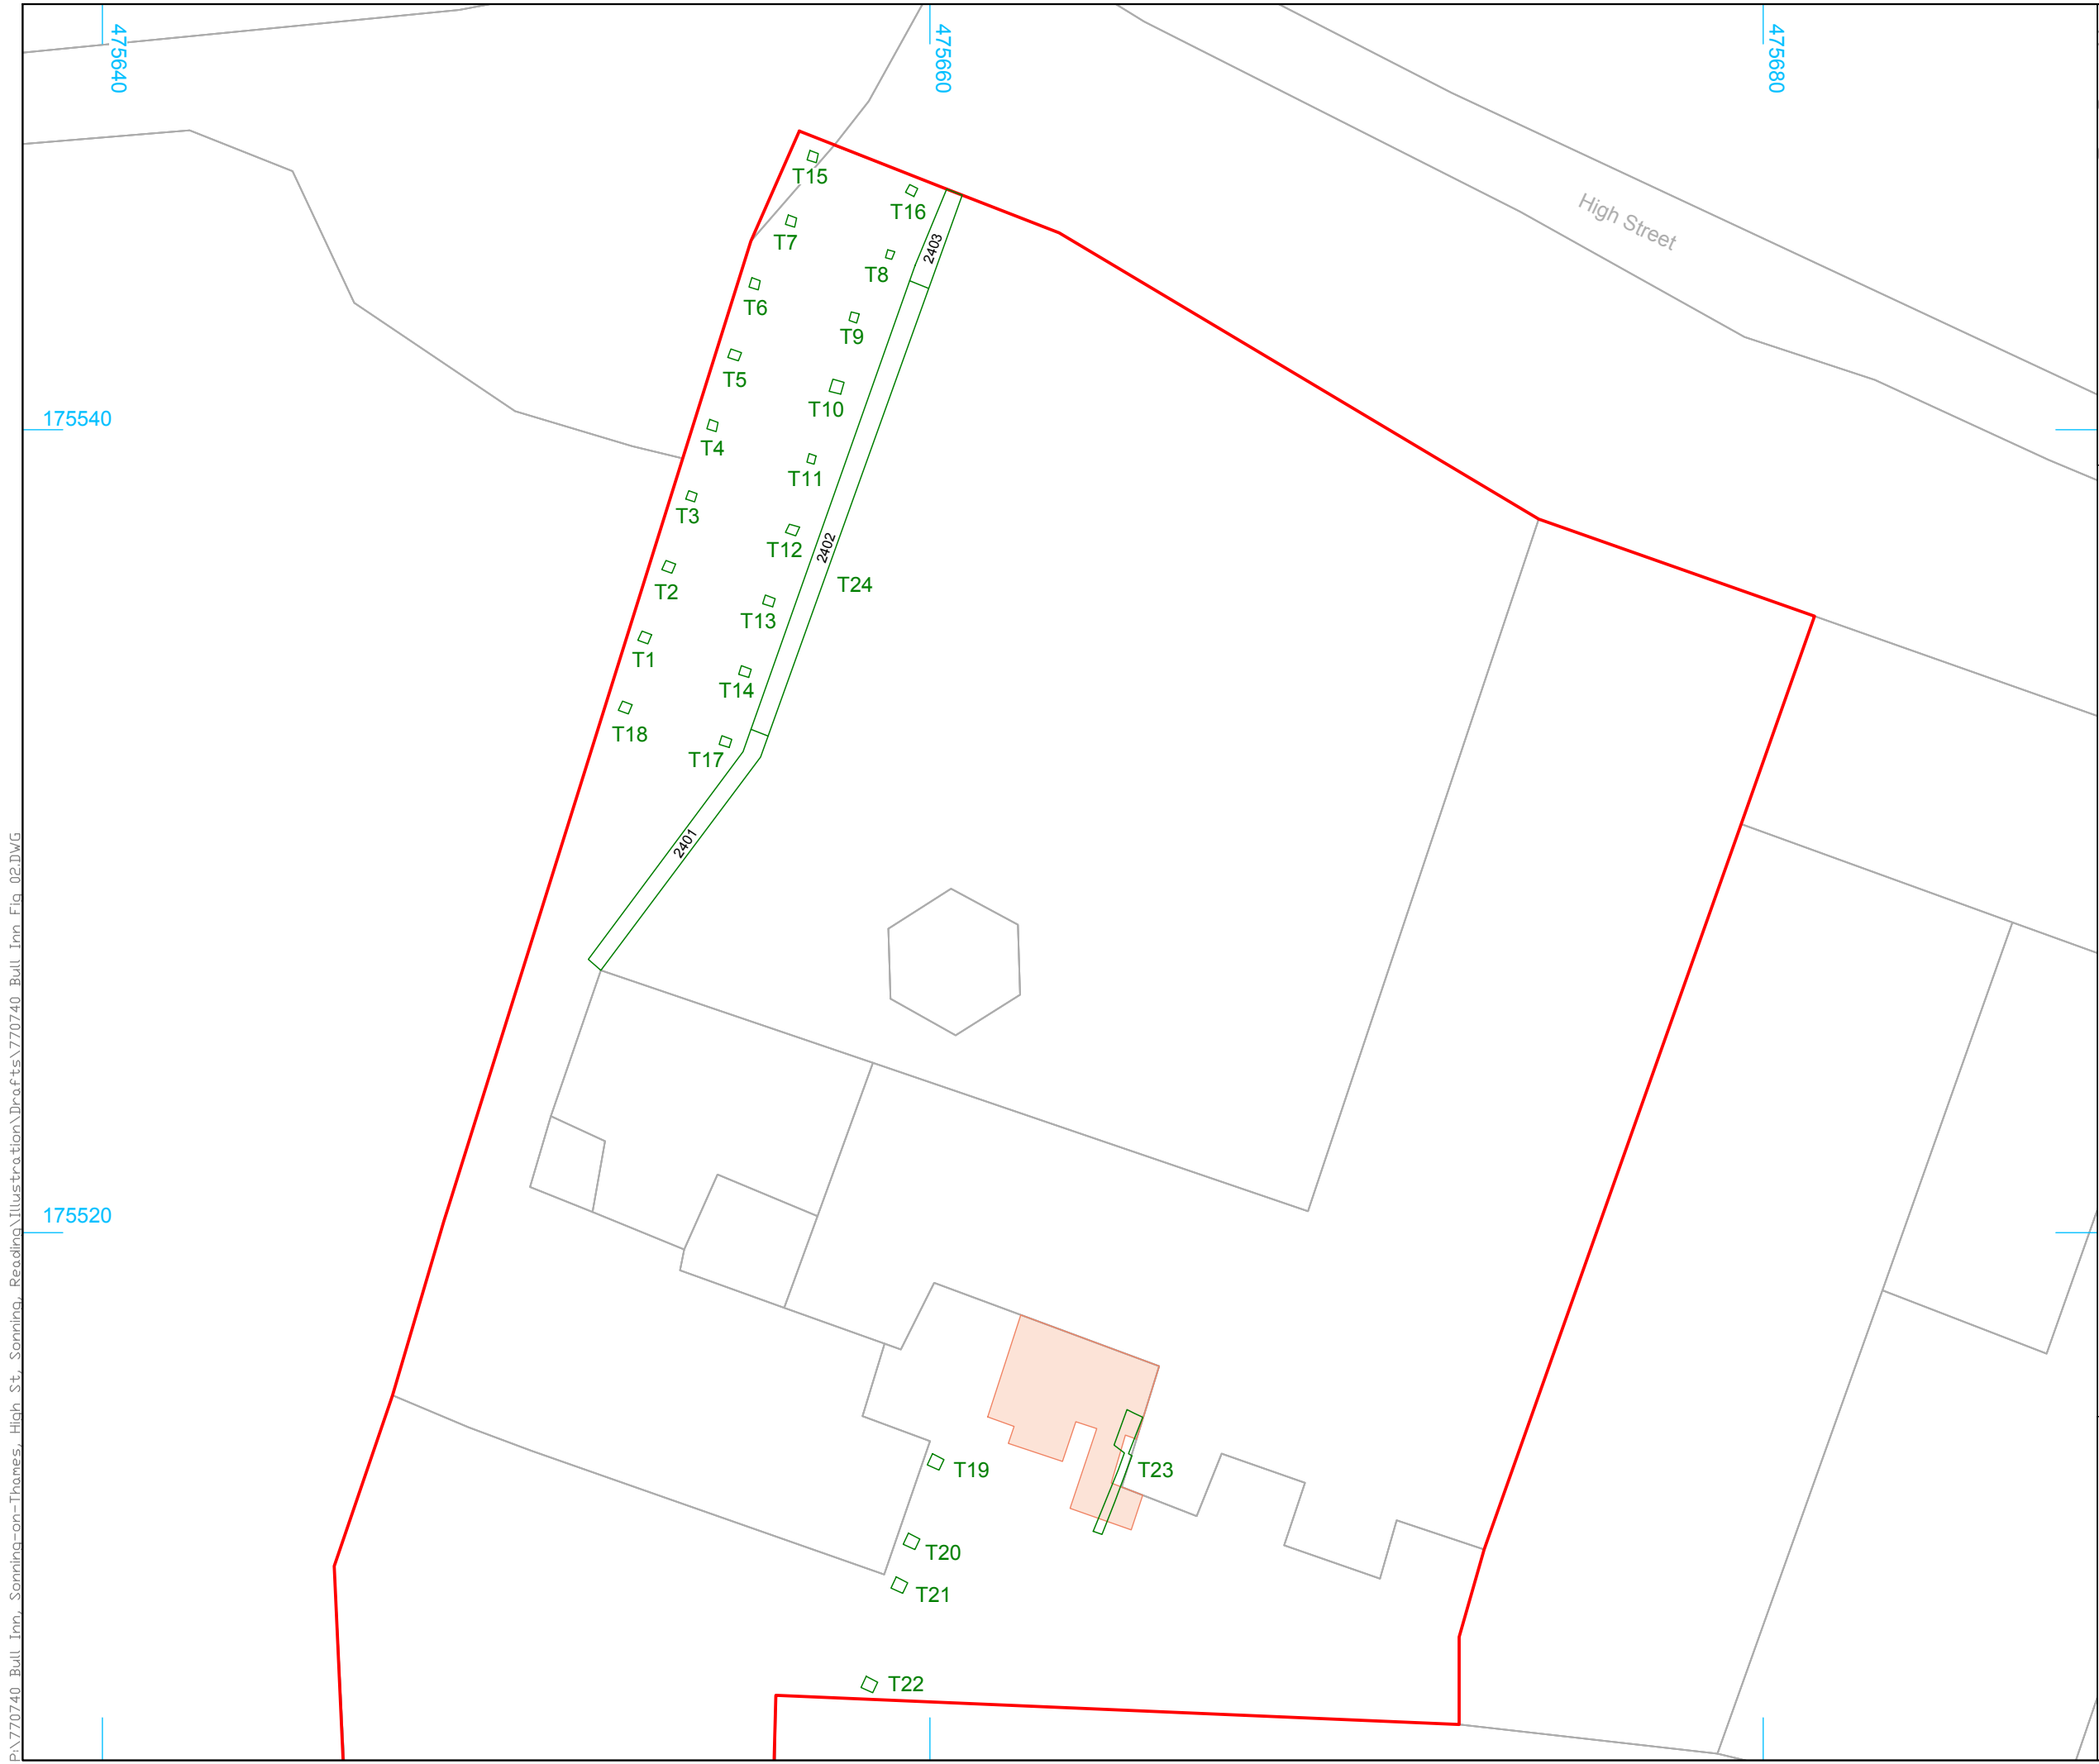 475640
475660
475680
High Street
T15
T16
T7
2403
T8
T6
T9
T5
T10
175540
T4
T11
T3
T12
2402
T2
T24
T13
T1
T14
T18
T17
2401
175520
T19
T23
T20
T21
T22
P:\770740 Bull Inn, Sonning-on-Thames, High St, Sonning, Reading\Illustration\Drafts\770740 Bull Inn Fig 02.DWG